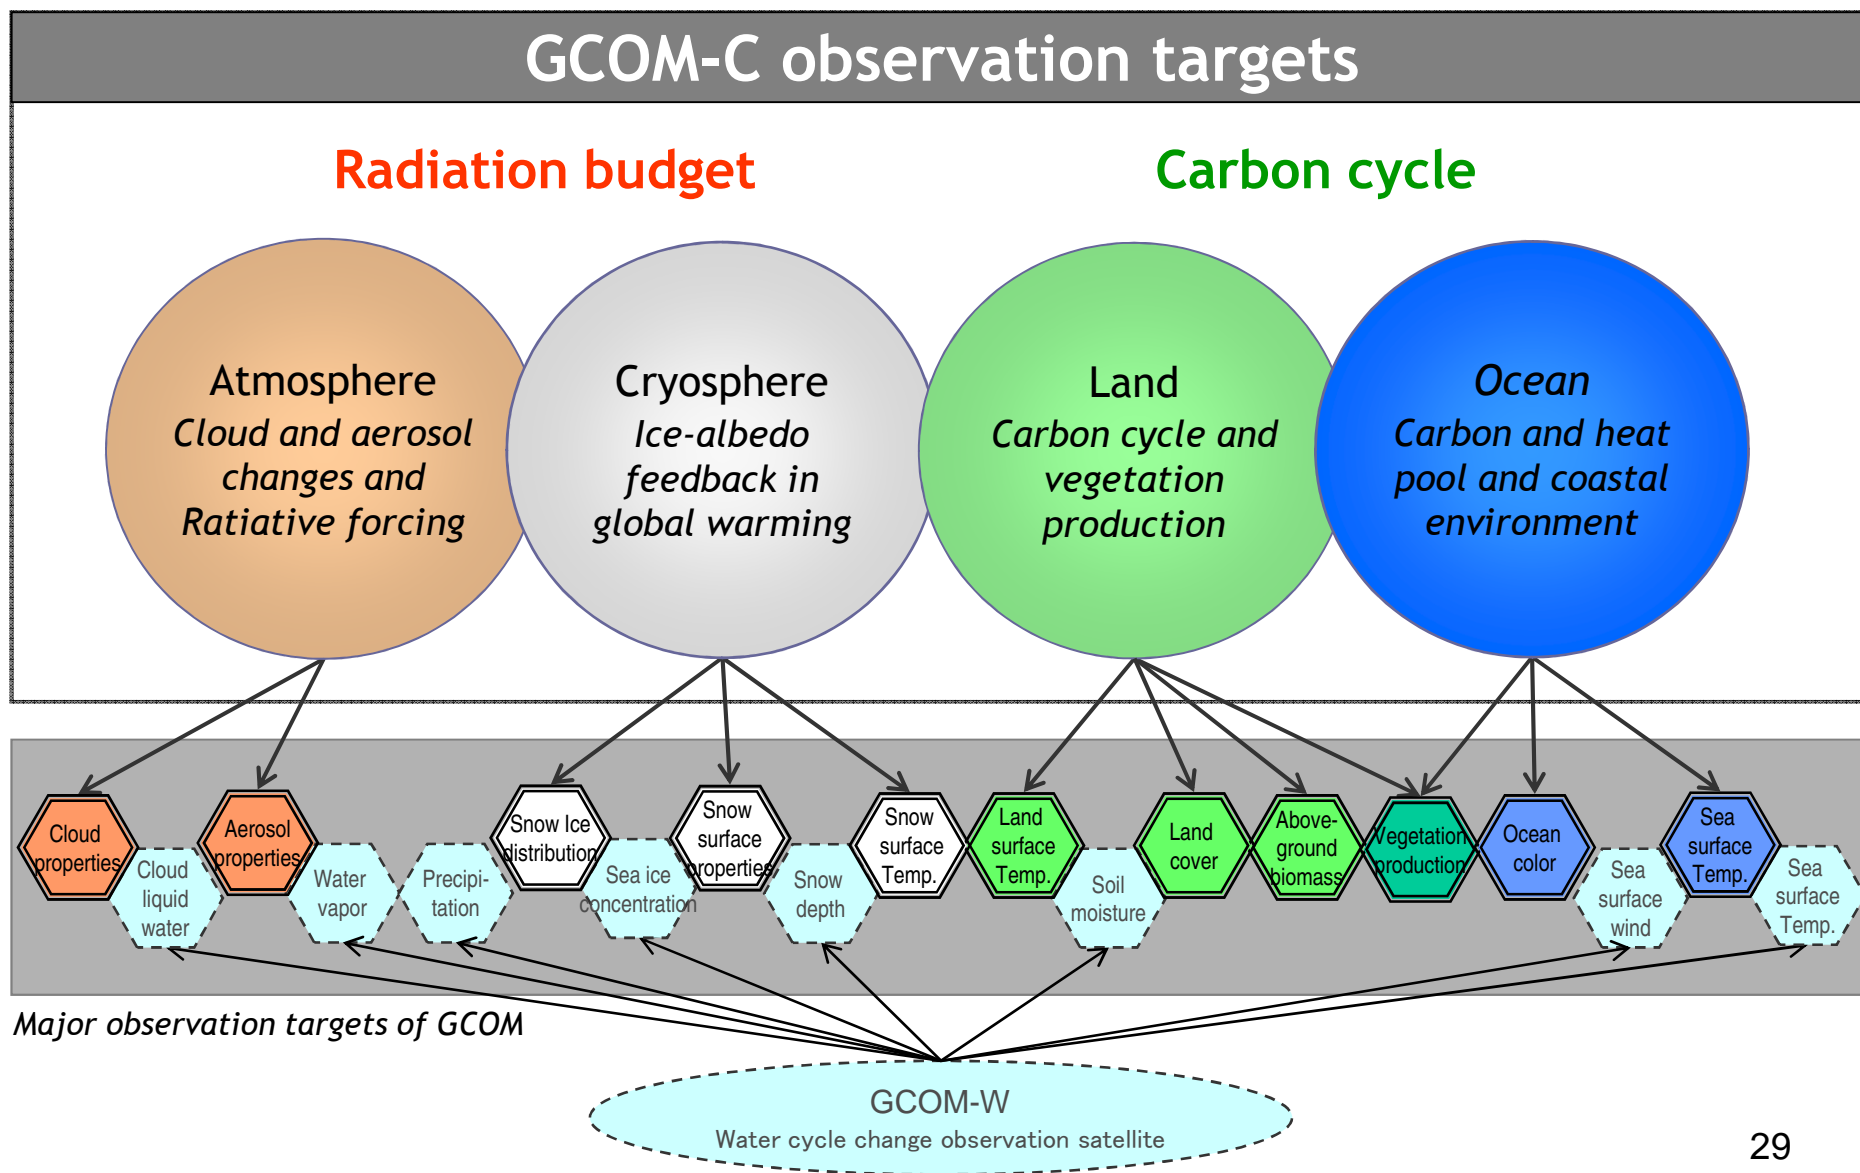 GCOM-C observation targets
Radiation budget
Carbon cycle
Atmosphere
Cloud and aerosol
changes and
Ratiative forcing
Cryosphere
Ice-albedo
feedback in
global warming
Land
Carbon cycle and
vegetation
production
Ocean
Carbon and heat
pool and coastal
environment
Cloud
properties
Cloud
liquid
water
Aerosol
properties
Water
vapor
Precipi-
tation
Snow Ice
distribution
Sea ice
concentration
Snow
surface
properties
Snow
depth
Snow
surface
Temp.
Land
surface
Temp.
Soil
moisture
Land
cover
Above-
ground
biomass
Vegetation
production
Ocean
color
Sea
surface
wind
Sea
surface
Temp.
Sea
surface
Temp.
Major observation targets of GCOM
GCOM-W
Water cycle change observation satellite
29